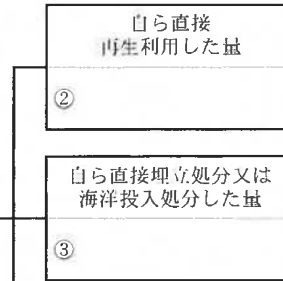 自ら直接
再生利用した量
②
自ら直接埋立処分又は
海洋投入処分した量
③